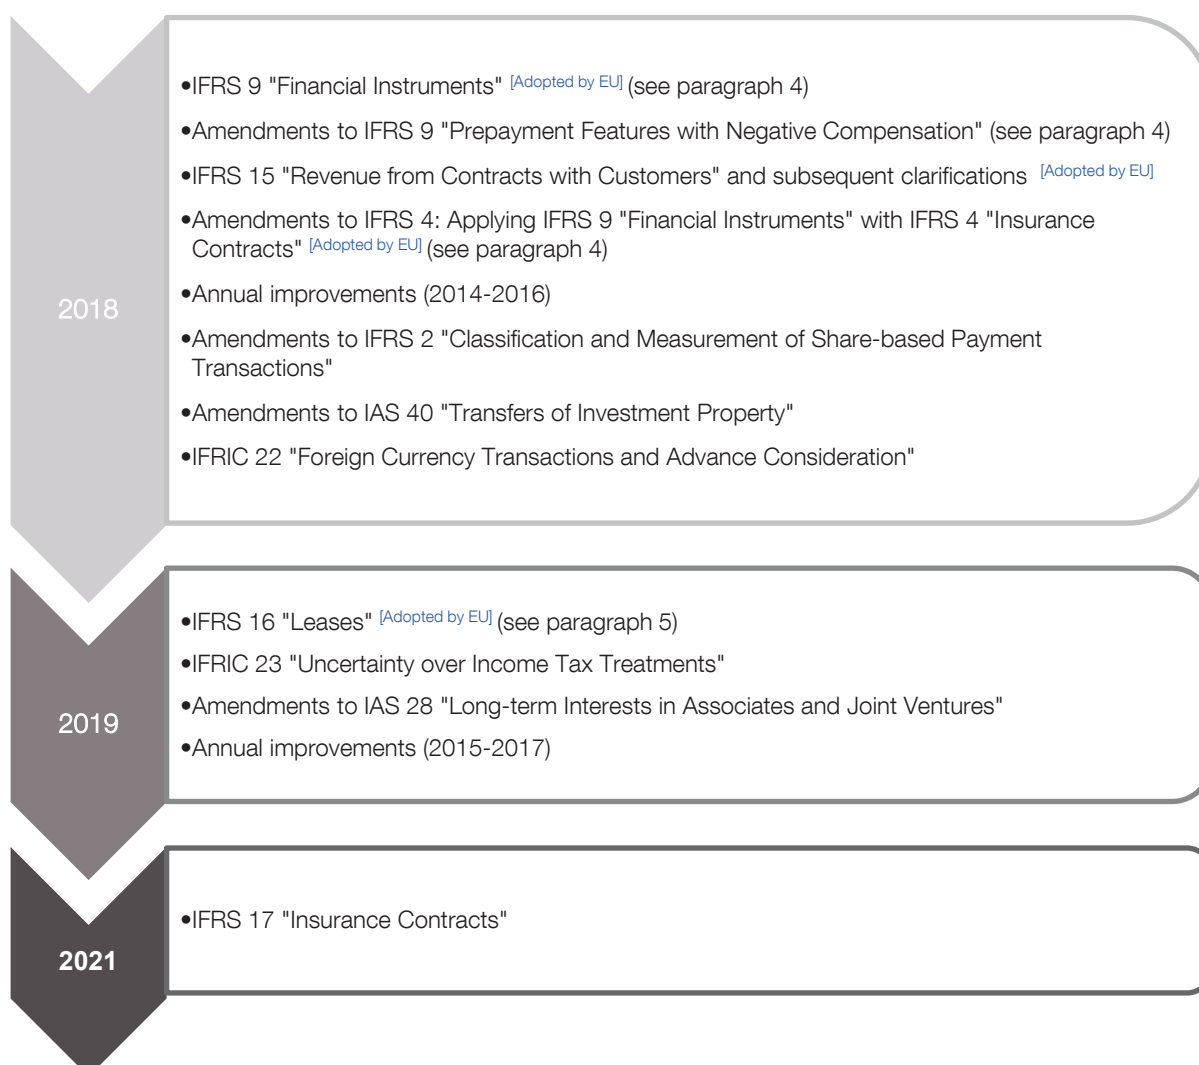 2018
•IFRS 9 "Financial Instruments" [Adopted by EU] (see paragraph 4)
•Amendments to IFRS 9 "Prepayment Features with Negative Compensation" (see paragraph 4)
•IFRS 15 "Revenue from Contracts with Customers" and subsequent clarifications [Adopted by EU]
•Amendments to IFRS 4: Applying IFRS 9 "Financial Instruments" with IFRS 4 "Insurance
Contracts" [Adopted by EU] (see paragraph 4)
•Annual improvements (2014-2016)
•Amendments to IFRS 2 "Classification and Measurement of Share-based Payment
Transactions"
•Amendments to IAS 40 "Transfers of Investment Property"
•IFRIC 22 "Foreign Currency Transactions and Advance Consideration"
2019
•IFRS 16 "Leases" [Adopted by EU] (see paragraph 5)
•IFRIC 23 "Uncertainty over Income Tax Treatments"
•Amendments to IAS 28 "Long-term Interests in Associates and Joint Ventures"
•Annual improvements (2015-2017)
2021
•IFRS 17 "Insurance Contracts"